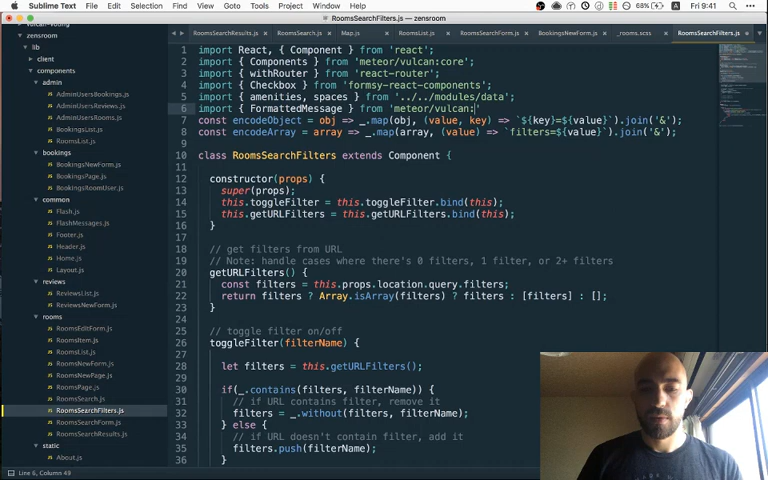 Sublime Text File Edit Selection Find View Goto Tools Project Window Help 68% Fri 9:41
RoomsSearchFilters.js — zensroom
RoomsSearchResults.js RoomsSearch.js Map.js RoomsList.js RoomsSearchForm.js BookingsNewForm.js _rooms.scss RoomsSearchFilters.js
zensroom
lib
client
components
admin
AdminUsersBookings.js
AdminUsersReviews.js
AdminUsersRooms.js
BookingsList.js
RoomsList.js
bookings
BookingsNewForm.js
BookingsPage.js
BookingsRoomUser.js
common
Flash.js
FlashMessages.js
Footer.js
Header.js
Home.js
Layout.js
reviews
ReviewsList.js
ReviewsNewForm.js
rooms
RoomsEditForm.js
RoomsItem.js
RoomsList.js
RoomsNewForm.js
RoomsNewPage.js
RoomsPage.js
RoomsSearch.js
RoomsSearchFilters.js
RoomsSearchForm.js
RoomsSearchResults.js
static
About.js
1 import React, { Component } from 'react';
2 import { Components } from 'meteor/vulcan:core';
3 import { withRouter } from 'react-router';
4 import { Checkbox } from 'formsy-react-components';
5 import { amenities, spaces } from '../../modules/data';
6 import { FormattedMessage } from 'meteor/vulcan:'
7 const encodeObject = obj => _.map(obj, (value, key) => `${key}=${value}`).join('&');
8 const encodeArray = array => _.map(array, (value) => `filters=${value}`).join('&');
9
10 class RoomsSearchFilters extends Component {
11
12 constructor(props) {
13 super(props);
14 this.toggleFilter = this.toggleFilter.bind(this);
15 this.getURLFilters = this.getURLFilters.bind(this);
16 }
17
18 // get filters from URL
19 // Note: handle cases where there's 0 filters, 1 filter, or 2+ filters
20 getURLFilters() {
21 const filters = this.props.location.query.filters;
22 return filters ? Array.isArray(filters) ? filters : [filters] : [];
23 }
24
25 // toggle filter on/off
26 toggleFilter(filterName) {
27
28 let filters = this.getURLFilters();
29
30 if(_.contains(filters, filterName)) {
31 // if URL contains filter, remove it
32 filters = _.without(filters, filterName);
33 } else {
34 // if URL doesn't contain filter, add it
35 filters.push(filterName);
36 }
Line 6, Column 49